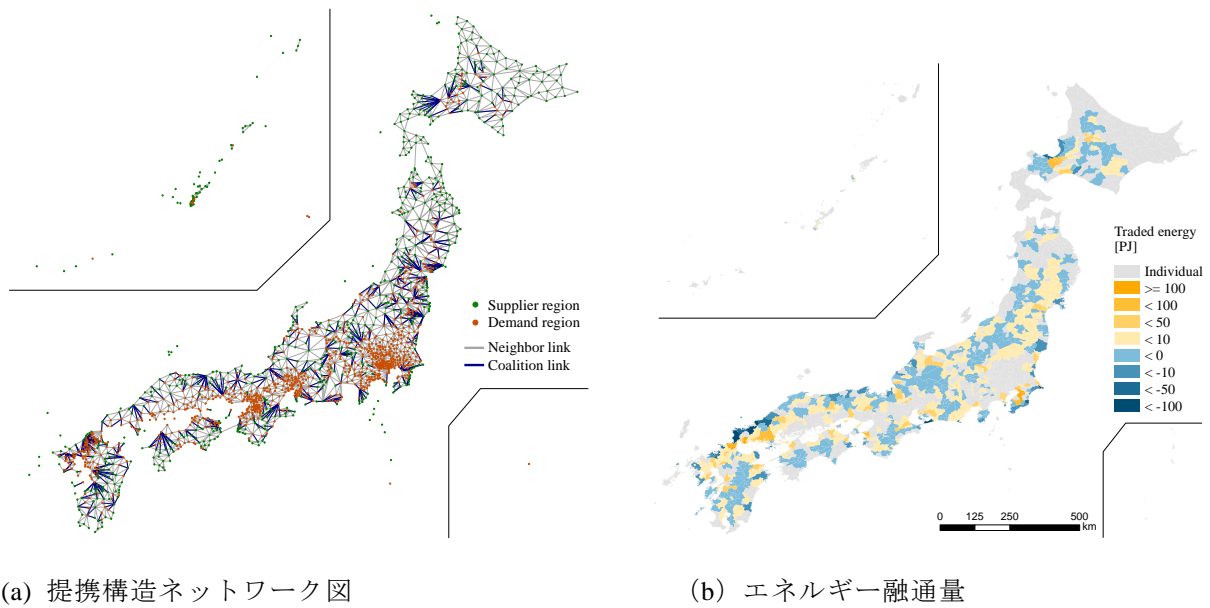 Supplier region
Demand region
Neighbor link
Coalition link
Traded energy
[PJ]
Individual
>= 100
< 100
< 50
< 10
< 0
< -10
< -50
< -100
0 125 250 500
km
(a) 提携構造ネットワーク図
（b）エネルギー融通量